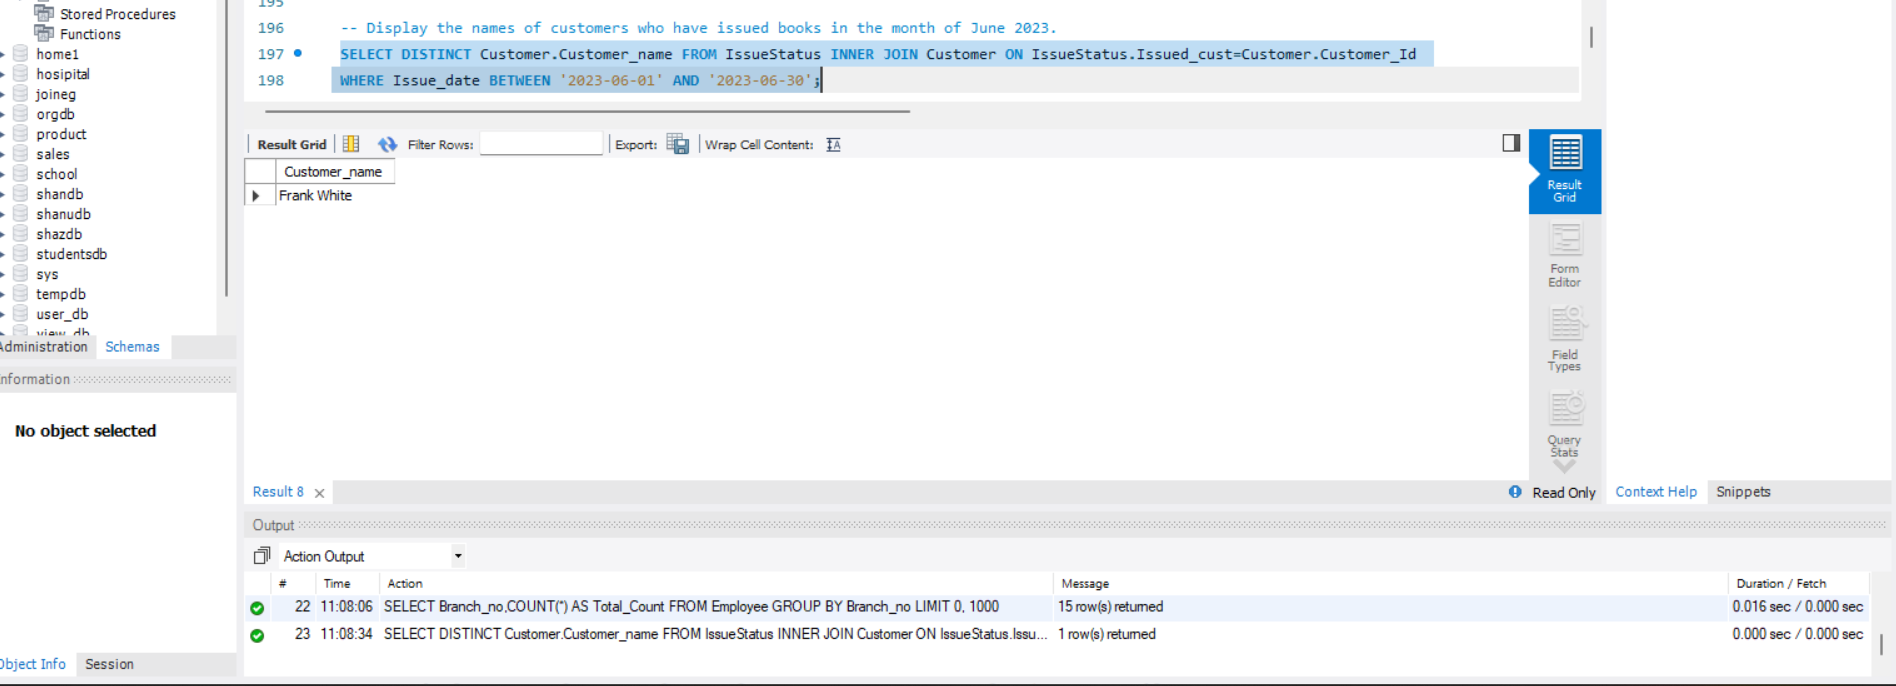 Stored Procedures
Functions
home1
hosipital
joineg
orgdb
product
sales
school
shandb
shanudb
shazdb
studentsdb
sys
tempdb
user_db
view_db
Administration Schemas
Information
No object selected
Object Info Session
195
196 -- Display the names of customers who have issued books in the month of June 2023.
197 SELECT DISTINCT Customer.Customer_name FROM IssueStatus INNER JOIN Customer ON IssueStatus.Issued_cust=Customer.Customer_Id
198 WHERE Issue_date BETWEEN '2023-06-01' AND '2023-06-30';
Result Grid Filter Rows: Export: Wrap Cell Content:
Customer_name
Frank White
Result
Grid
Form
Editor
Field
Types
Query
Stats
Result 8 Read Only Context Help Snippets
Output
Action Output
# Time Action Message Duration / Fetch
22 11:08:06 SELECT Branch_no,COUNT(*) AS Total_Count FROM Employee GROUP BY Branch_no LIMIT 0, 1000 15 row(s) returned 0.016 sec / 0.000 sec
23 11:08:34 SELECT DISTINCT Customer.Customer_name FROM IssueStatus INNER JOIN Customer ON IssueStatus.Issu... 1 row(s) returned 0.000 sec / 0.000 sec